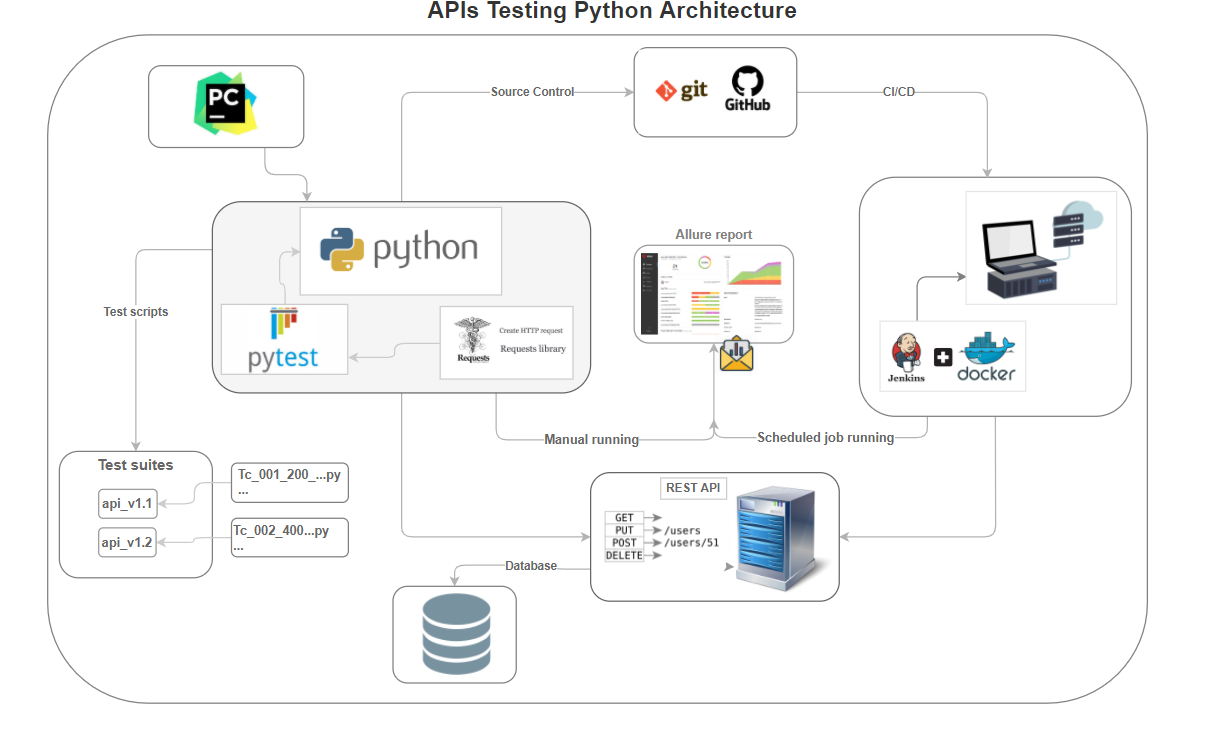 APIs Testing Python Architecture
PC
Source Control
git
GitHub
CI/CD
python
pytest
Requests
Create HTTP request
Requests library
Allure report
Test scripts
Jenkins
docker
Manual running
Scheduled job running
Test suites
api_v1.1
api_v1.2
Tc_001_200_...py
...
Tc_002_400...py
...
REST API
GET
PUT
/users
POST
/users/51
DELETE
Database